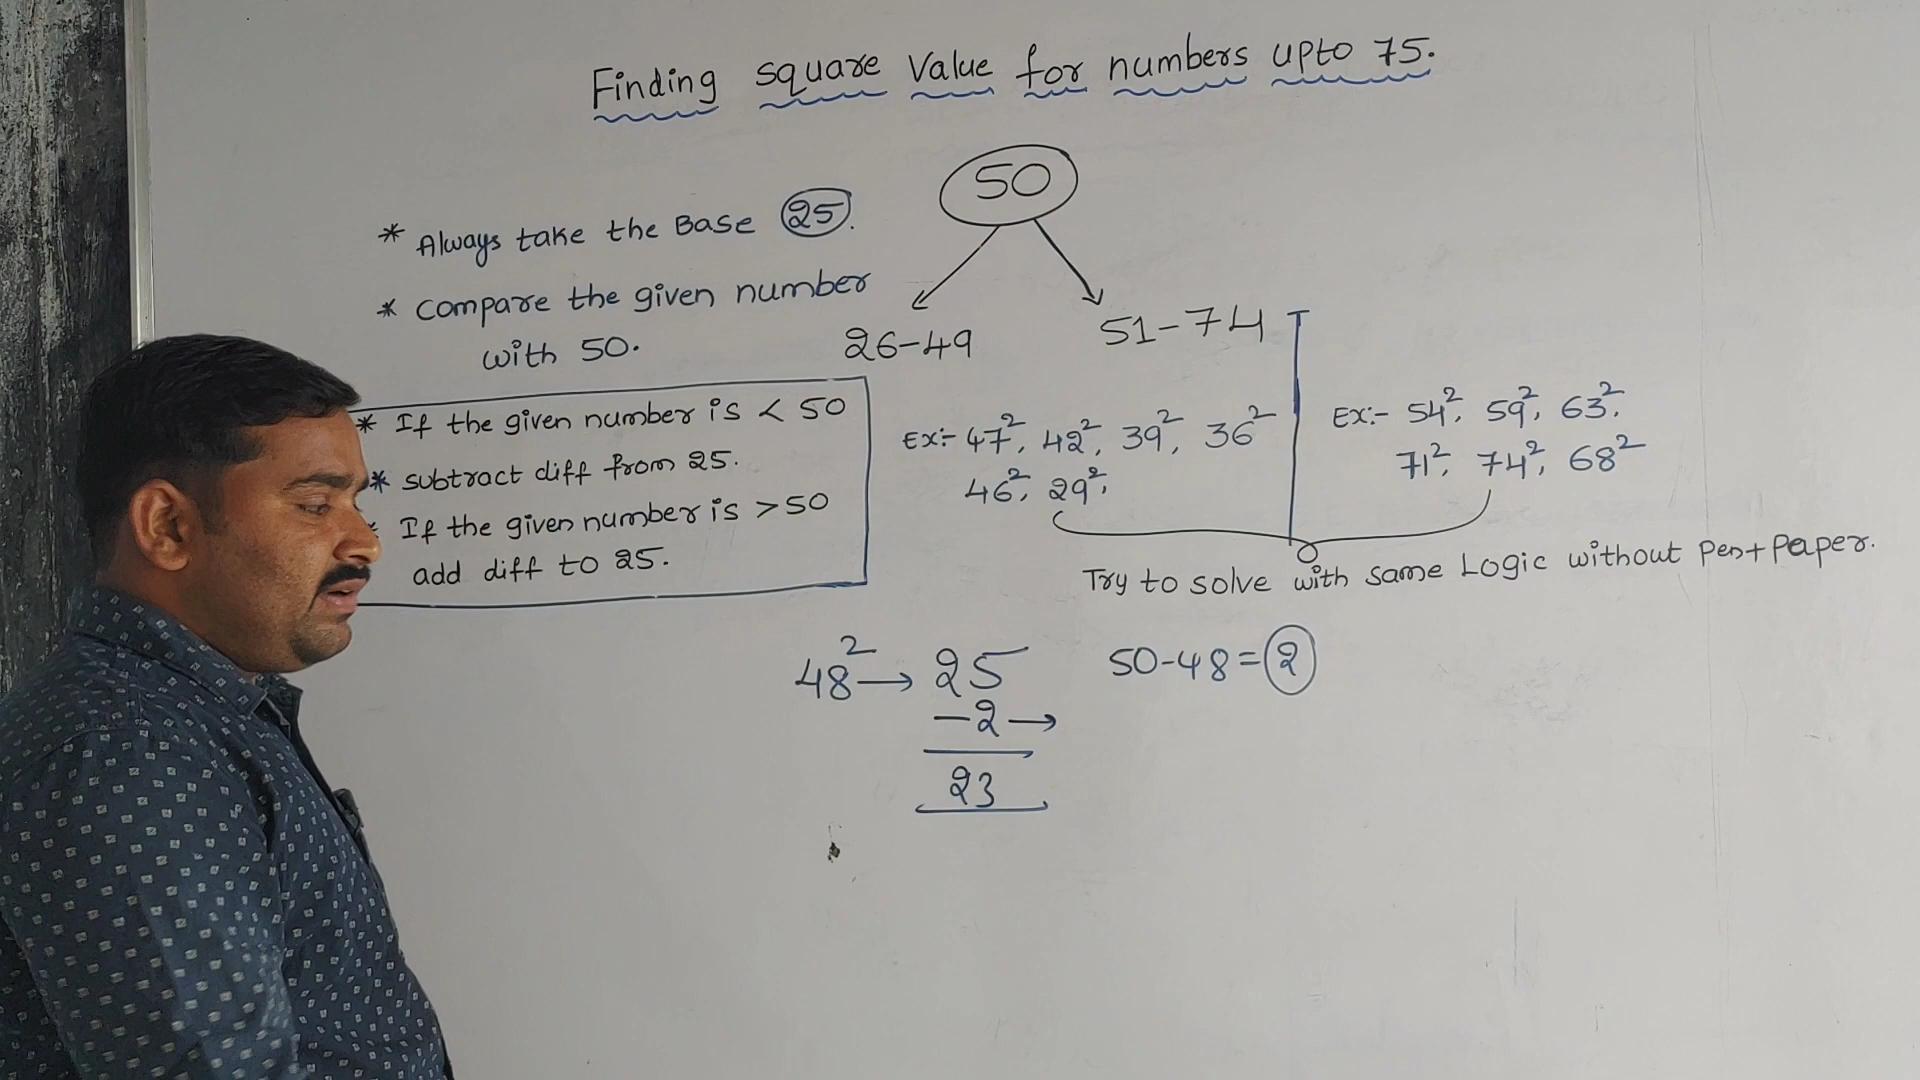 Finding square Value for numbers upto 75.
50
* Always take the Base 25.
* compare the given number
with 50.
26-49
51-74
* If the given number is < 50
* subtract diff from 25.
* If the given number is >50
add diff to 25.
Ex:- 47², 42², 39², 36²
46², 29²,
Ex:- 54², 59², 63²,
71², 74², 68²
Try to solve with same Logic without Pen+Paper.
48² → 25
-2 →
23
50-48=2